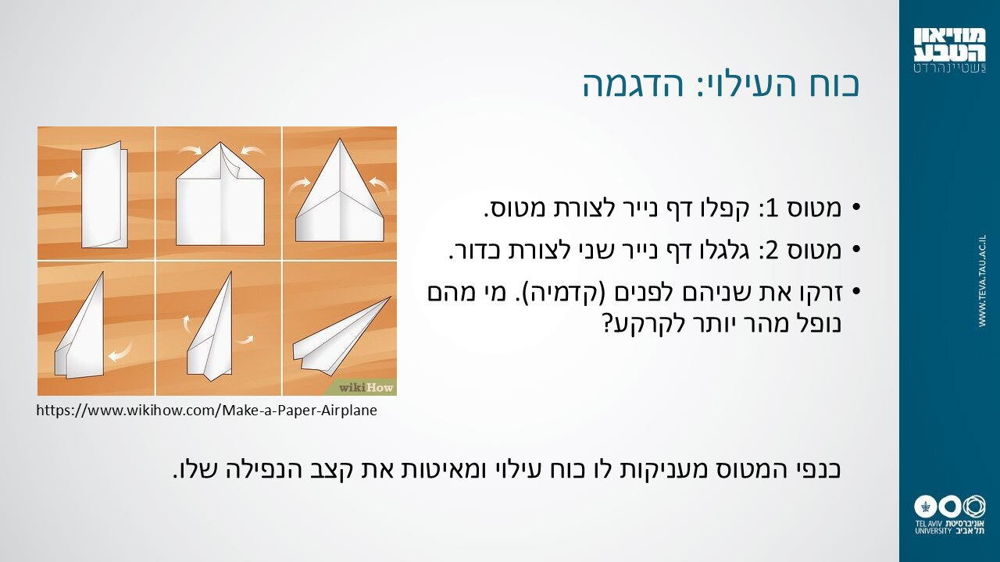 כוח העילוי: הדגמה
• מטוס 1: קפלו דף נייר לצורת מטוס.
• מטוס 2: גלגלו דף נייר שני לצורת כדור.
• זרקו את שניהם לפנים (קדמיה). מי מהם
נופל מהר יותר לקרקע?
wikiHow
https://www.wikihow.com/Make-a-Paper-Airplane
כנפי המטוס מעניקות לו כוח עילוי ומאיטות את קצב הנפילה שלו.
מוזיאון
הטבע
שטיינהרדט
WWW.TEVA.TAU.AC.IL
TEL AVIV אוניברסיטת
UNIVERSITY תל אביב